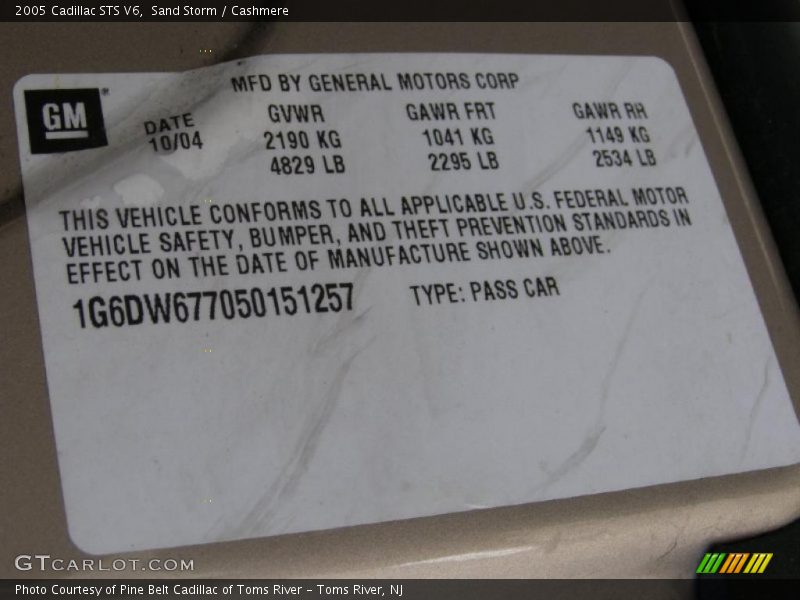 2005 Cadillac STS V6, Sand Storm / Cashmere
MFD BY GENERAL MOTORS CORP
GM®
DATE GVWR GAWR FRT GAWR RR
10/04 2190 KG 1041 KG 1149 KG
4829 LB 2295 LB 2534 LB
THIS VEHICLE CONFORMS TO ALL APPLICABLE U.S. FEDERAL MOTOR
VEHICLE SAFETY, BUMPER, AND THEFT PREVENTION STANDARDS IN
EFFECT ON THE DATE OF MANUFACTURE SHOWN ABOVE.
1G6DW677050151257 TYPE: PASS CAR
GTCARLOT.COM
Photo Courtesy of Pine Belt Cadillac of Toms River - Toms River, NJ